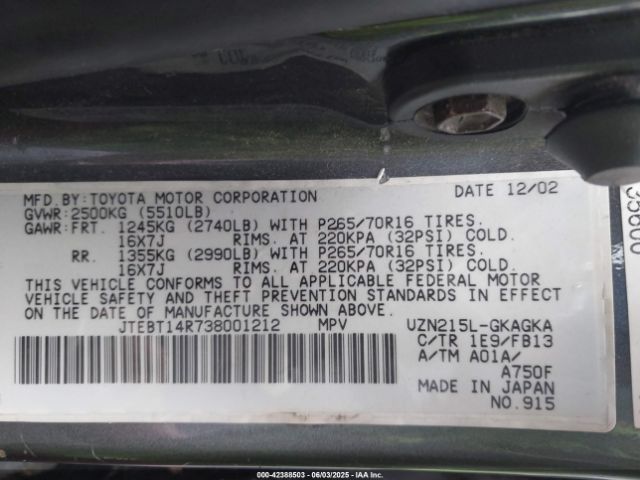 MFD.BY:TOYOTA MOTOR CORPORATION DATE 12/02
GVWR:2500KG (5510LB)
GAWR:FRT. 1245KG (2740LB) WITH P265/70R16 TIRES.
16X7J RIMS. AT 220KPA (32PSI) COLD.
RR. 1355KG (2990LB) WITH P265/70R16 TIRES.
16X7J RIMS. AT 220KPA (32PSI) COLD.
THIS VEHICLE CONFORMS TO ALL APPLICABLE FEDERAL MOTOR
VEHICLE SAFETY AND THEFT PREVENTION STANDARDS IN EFFECT
ON THE DATE OF MANUFACTURE SHOWN ABOVE.
JTEBT14R738001212 MPV UZN215L-GKAGKA
C/TR 1E9/FB13
A/TM A01A/
A750F
MADE IN JAPAN
NO.915
000-42388503 - 06/03/2025 - IAA Inc.